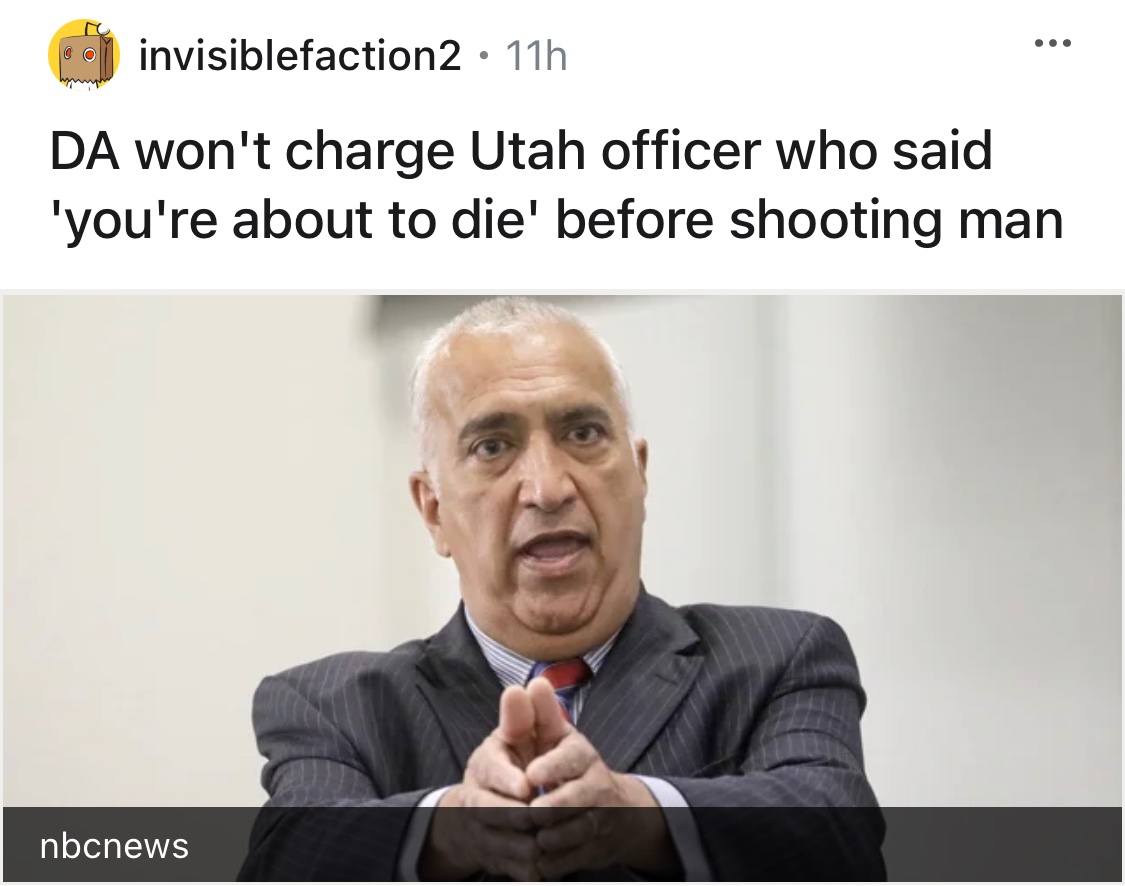 invisiblefaction2 • 11h
DA won't charge Utah officer who said
'you're about to die' before shooting man
nbcnews